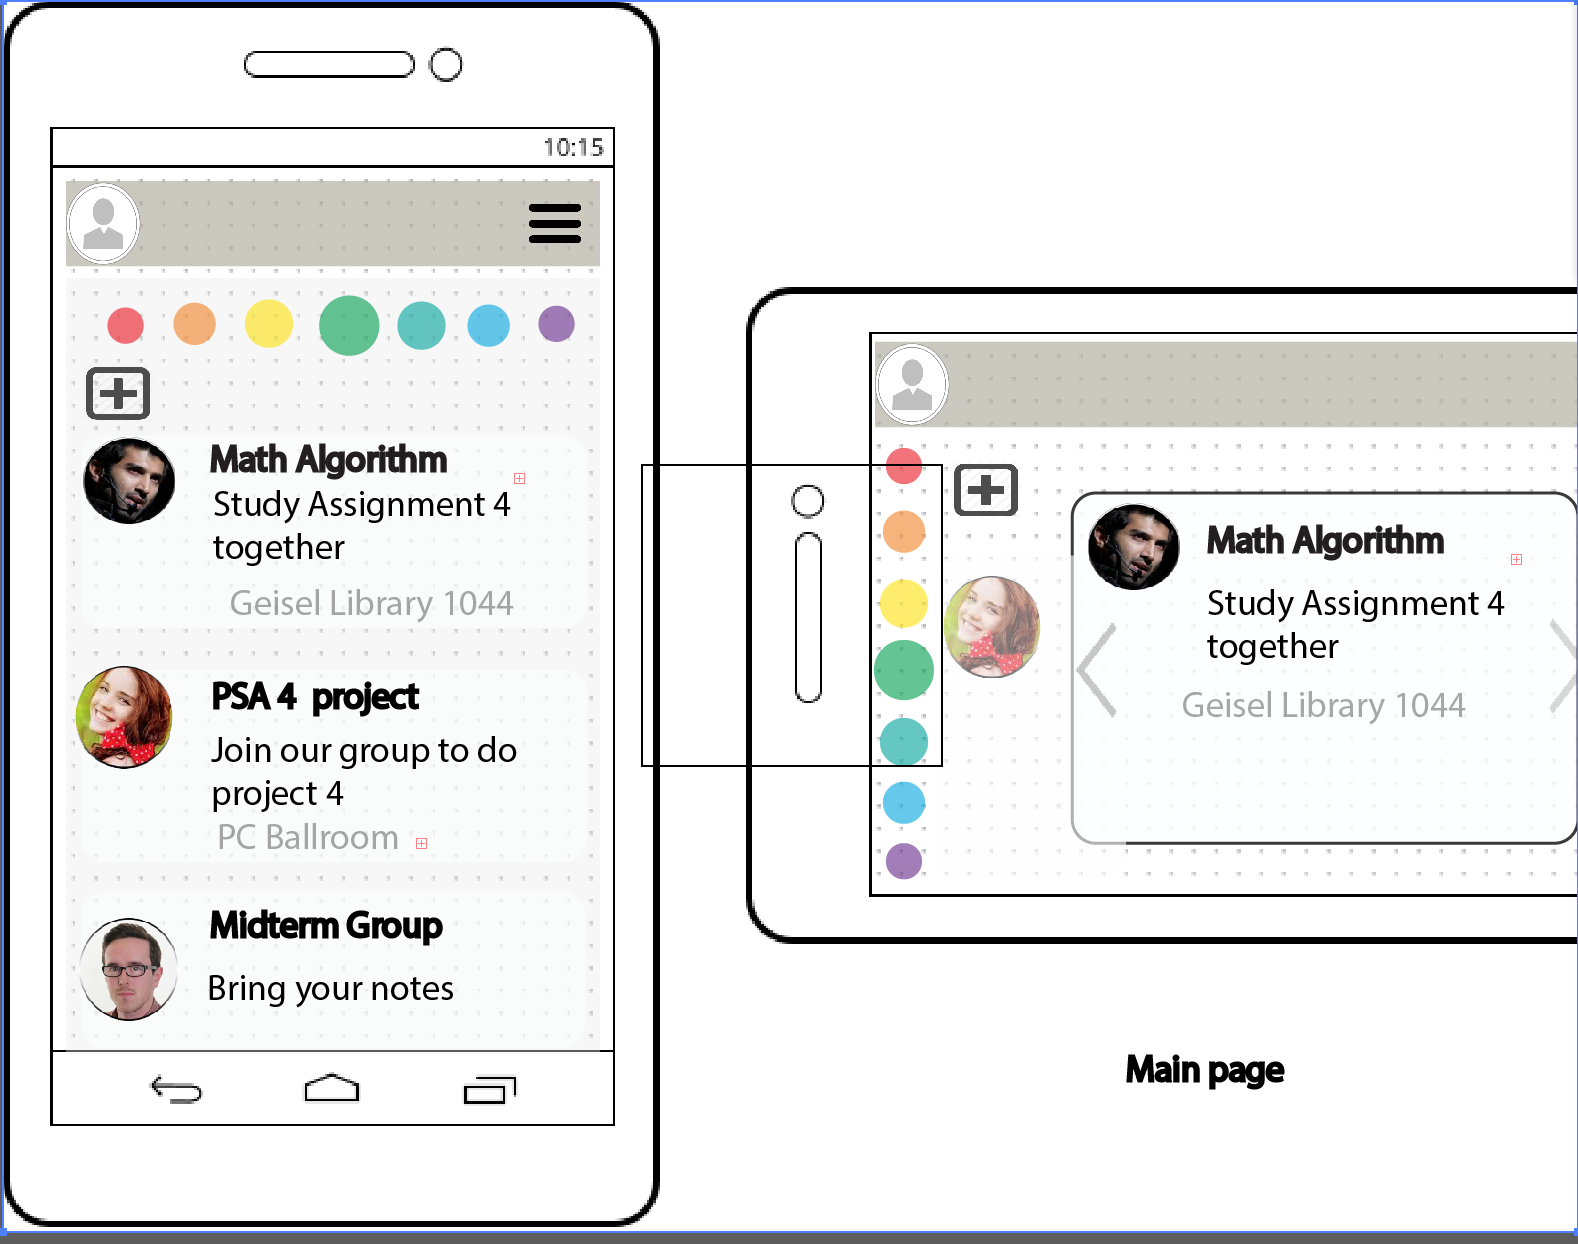 10:15
Math Algorithm
Study Assignment 4
together
Geisel Library 1044
PSA 4  project
Join our group to do
project 4
PC Ballroom
Midterm Group
Bring your notes
Math Algorithm
Study Assignment 4
together
Geisel Library 1044
Main page